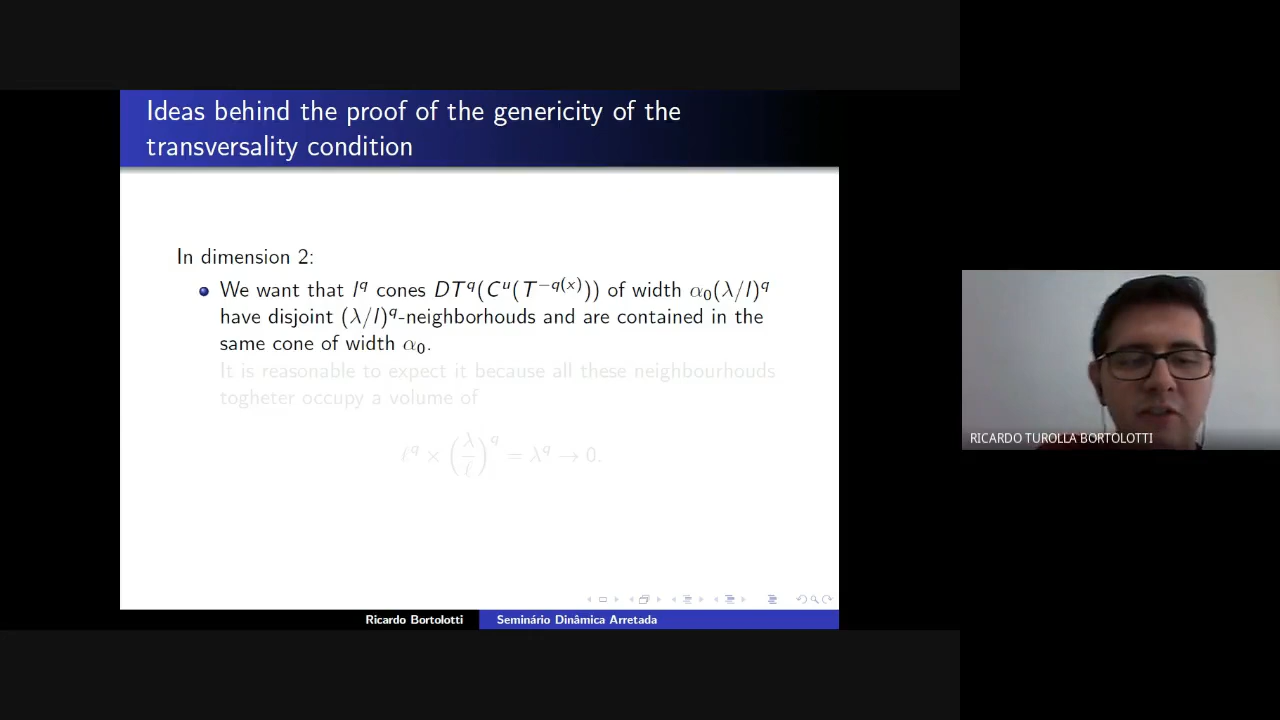 Ideas behind the proof of the genericity of the
transversality condition
In dimension 2:
We want that l^q cones DT^q(C^u(T^{-q(x)})) of width α₀(λ/l)^q
have disjoint (λ/l)^q-neighborhouds and are contained in the
same cone of width α₀.
It is reasonable to expect it because all these neighbourhouds
togheter occupy a volume of
ℓ^q × (λ/ℓ)^q = λ^q → 0.
Ricardo Bortolotti
Seminário Dinâmica Arretada
RICARDO TUROLLA BORTOLOTTI